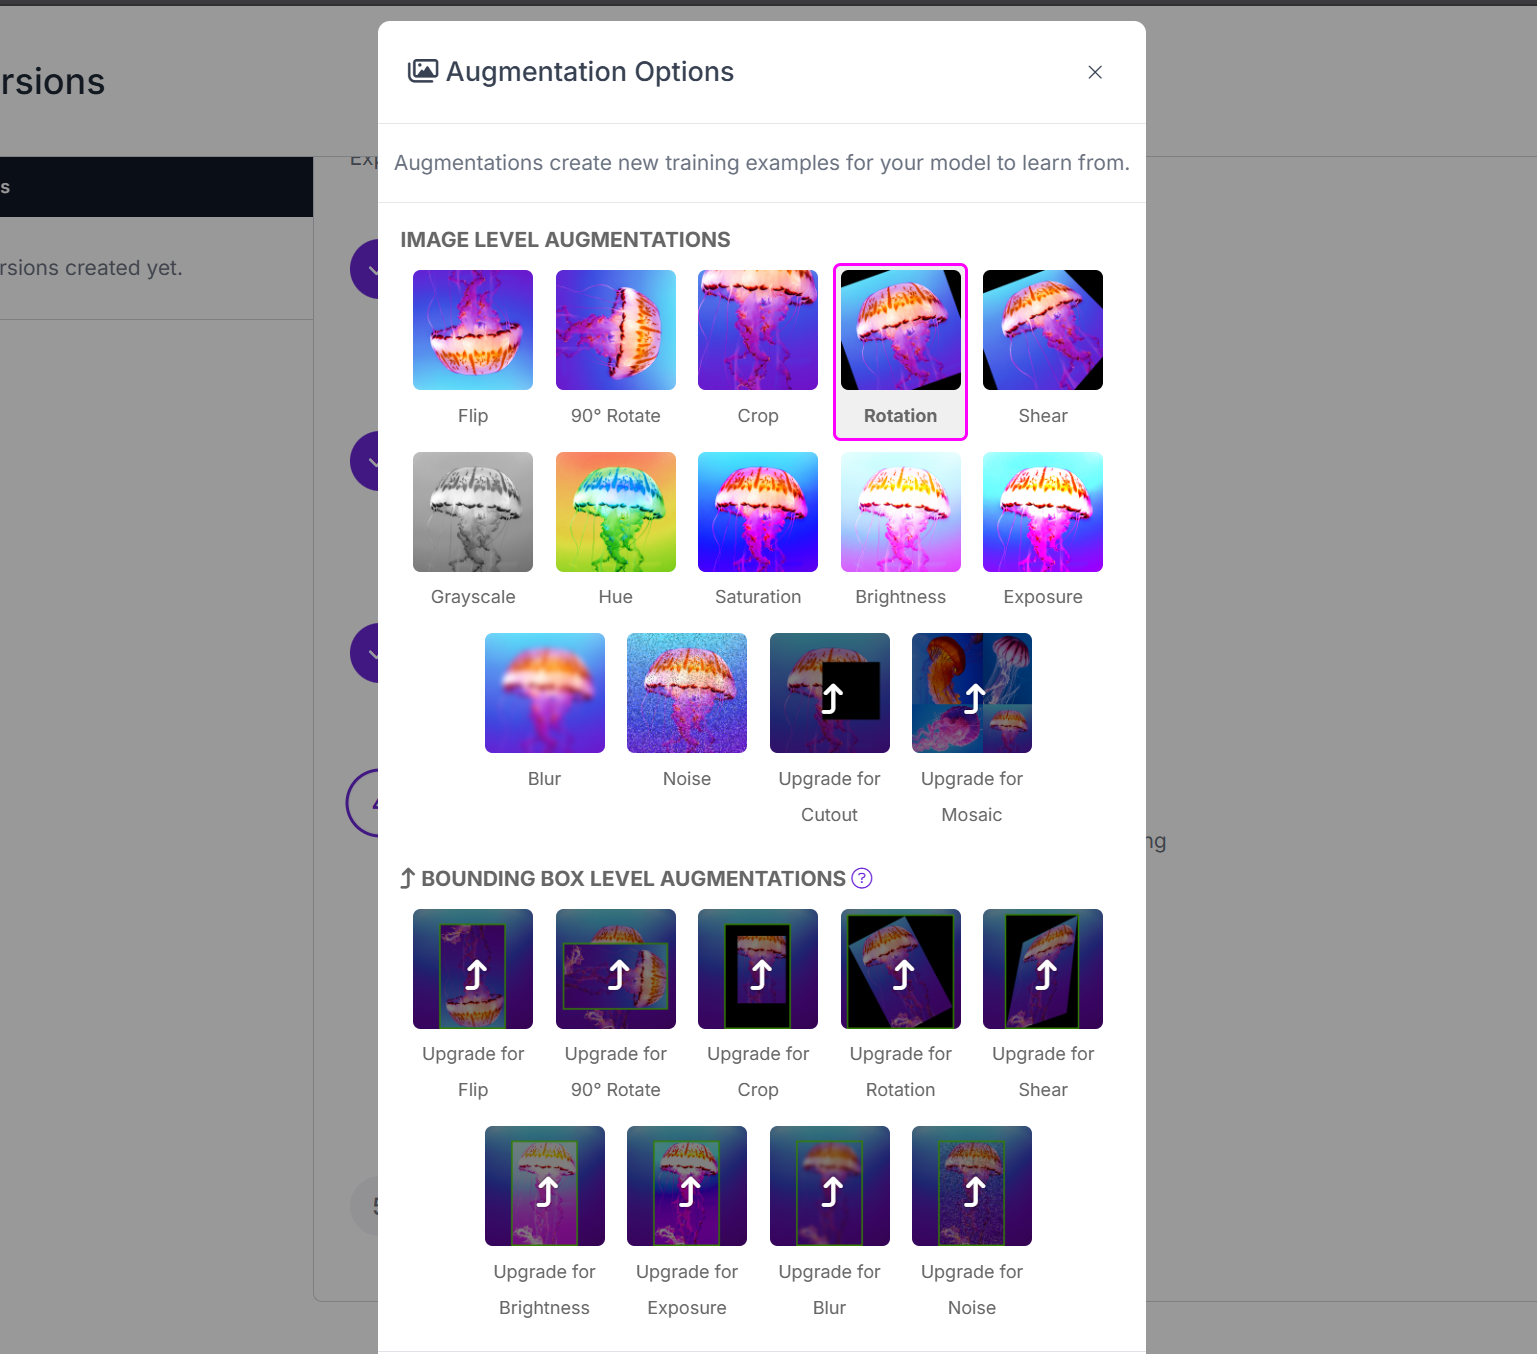 rsions
Augmentation Options
Augmentations create new training examples for your model to learn from.
s
rsions created yet.
IMAGE LEVEL AUGMENTATIONS
Flip
90° Rotate
Crop
Rotation
Shear
Grayscale
Hue
Saturation
Brightness
Exposure
Blur
Noise
Upgrade for
Cutout
Upgrade for
Mosaic
ng
BOUNDING BOX LEVEL AUGMENTATIONS ?
Upgrade for
Flip
Upgrade for
90° Rotate
Upgrade for
Crop
Upgrade for
Rotation
Upgrade for
Shear
Upgrade for
Brightness
Upgrade for
Exposure
Upgrade for
Blur
Upgrade for
Noise